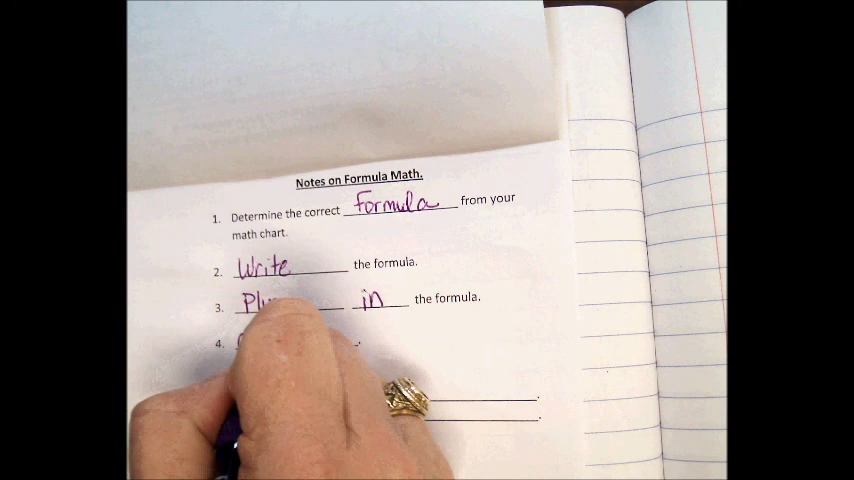 Notes on Formula Math.
1. Determine the correct Formula from your
math chart.
2. Write the formula.
3. in the formula.
4.